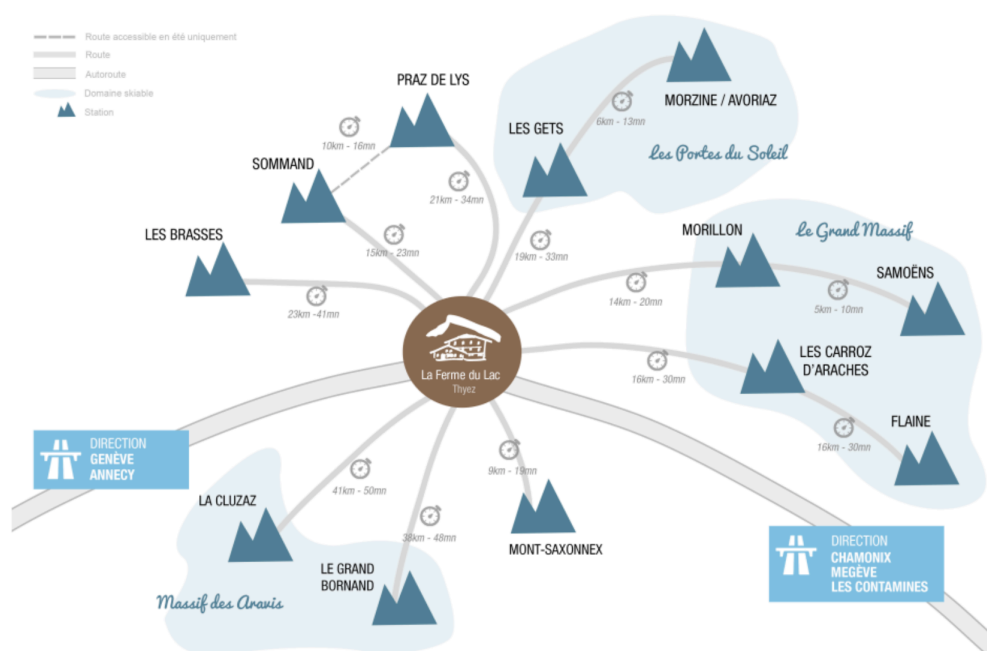 Route accessible en été uniquement
Route
Autoroute
Domaine skiable
Station
PRAZ DE LYS
10km - 16mn
SOMMAND
21km - 34mn
15km - 23mn
LES BRASSES
23km -41mn
LES GETS
6km - 13mn
MORZINE / AVORIAZ
Les Portes du Soleil
19km - 33mn
MORILLON
Le Grand Massif
SAMOËNS
14km - 20mn
5km - 10mn
LES CARROZ
D'ARACHES
16km - 30mn
FLAINE
16km - 30mn
La Ferme du Lac
Thyez
DIRECTION
GENÈVE
ANNECY
LA CLUZAZ
41km - 50mn
9km - 19mn
38km - 48mn
MONT-SAXONNEX
LE GRAND
BORNAND
Massif des Aravis
DIRECTION
CHAMONIX
MEGÈVE
LES CONTAMINES